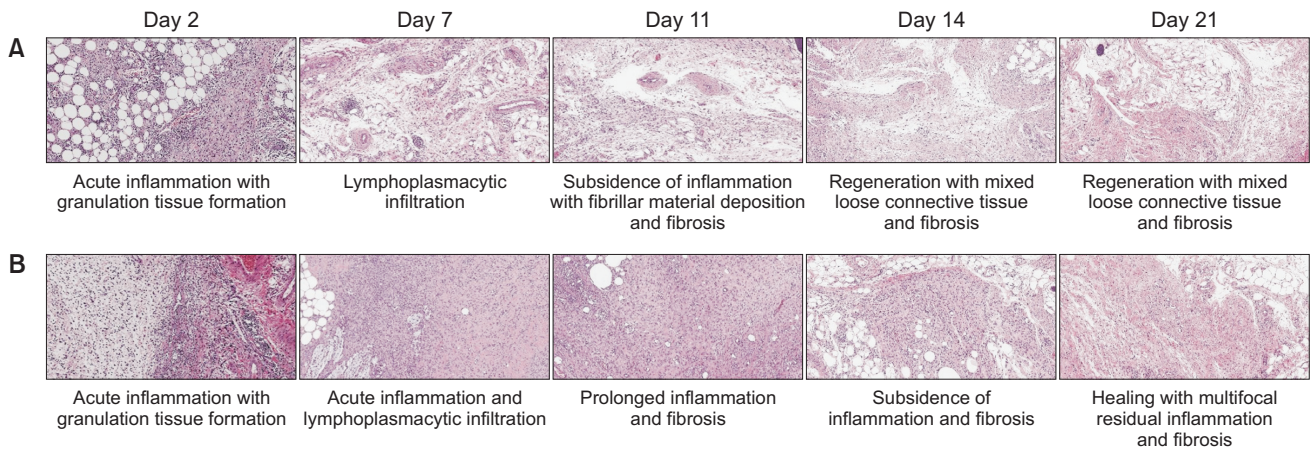 Day 2 Day 7 Day 11 Day 14 Day 21
A
Acute inflammation with
granulation tissue formation
Lymphoplasmacytic
infiltration
Subsidence of inflammation
with fibrillar material deposition
and fibrosis
Regeneration with mixed
loose connective tissue
and fibrosis
Regeneration with mixed
loose connective tissue
and fibrosis
B
Acute inflammation with
granulation tissue formation
Acute inflammation and
lymphoplasmacytic infiltration
Prolonged inflammation
and fibrosis
Subsidence of
inflammation and fibrosis
Healing with multifocal
residual inflammation
and fibrosis